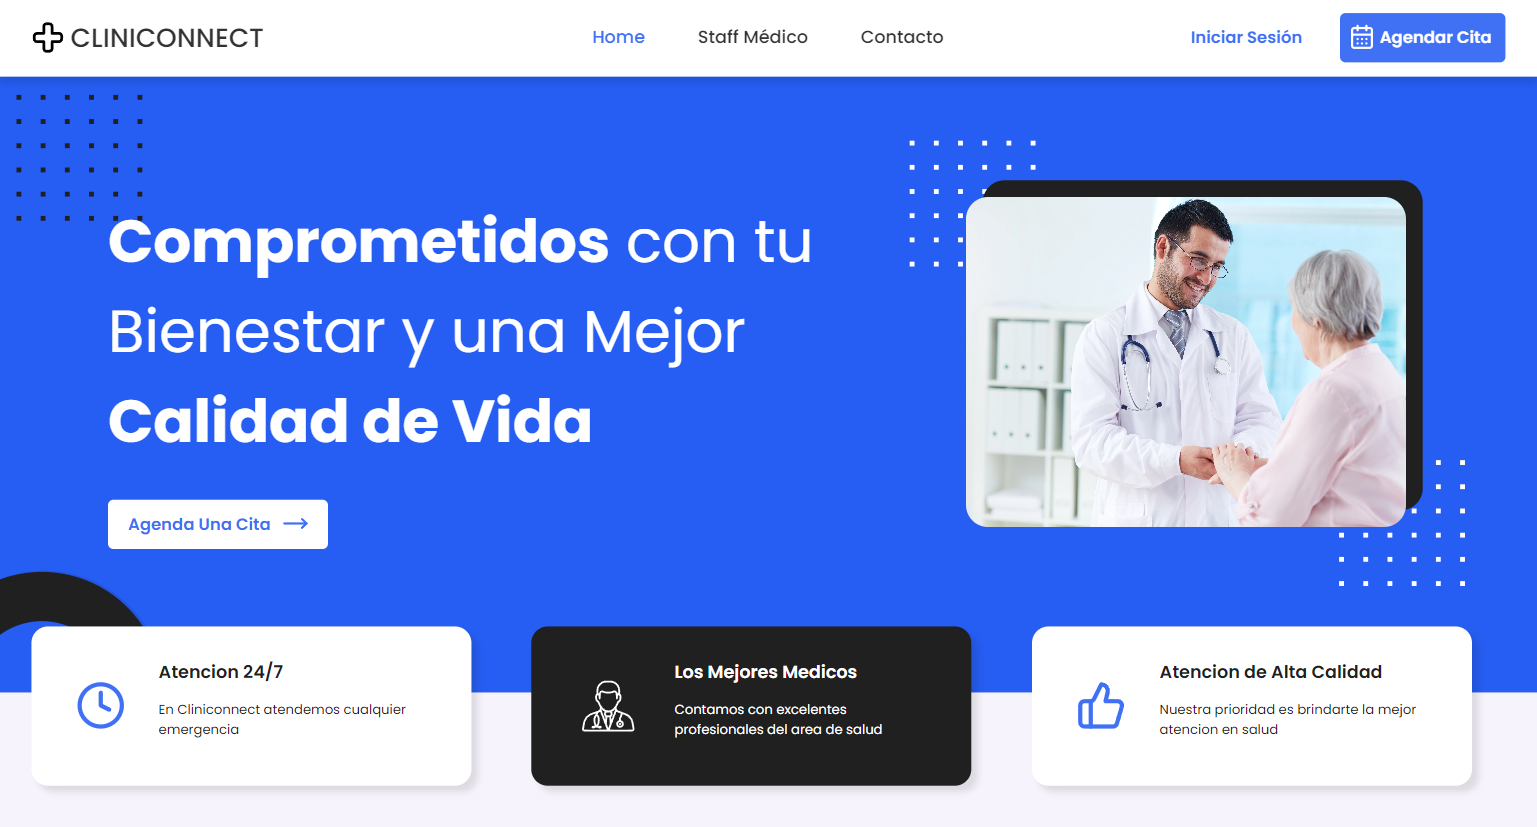 CLINICONNECT
Home
Staff Médico
Contacto
Iniciar Sesión
Agendar Cita
Comprometidos con tu
Bienestar y una Mejor
Calidad de Vida
Agenda Una Cita
Atencion 24/7
En Cliniconnect atendemos cualquier
emergencia
Los Mejores Medicos
Contamos con excelentes
profesionales del area de salud
Atencion de Alta Calidad
Nuestra prioridad es brindarte la mejor
atencion en salud